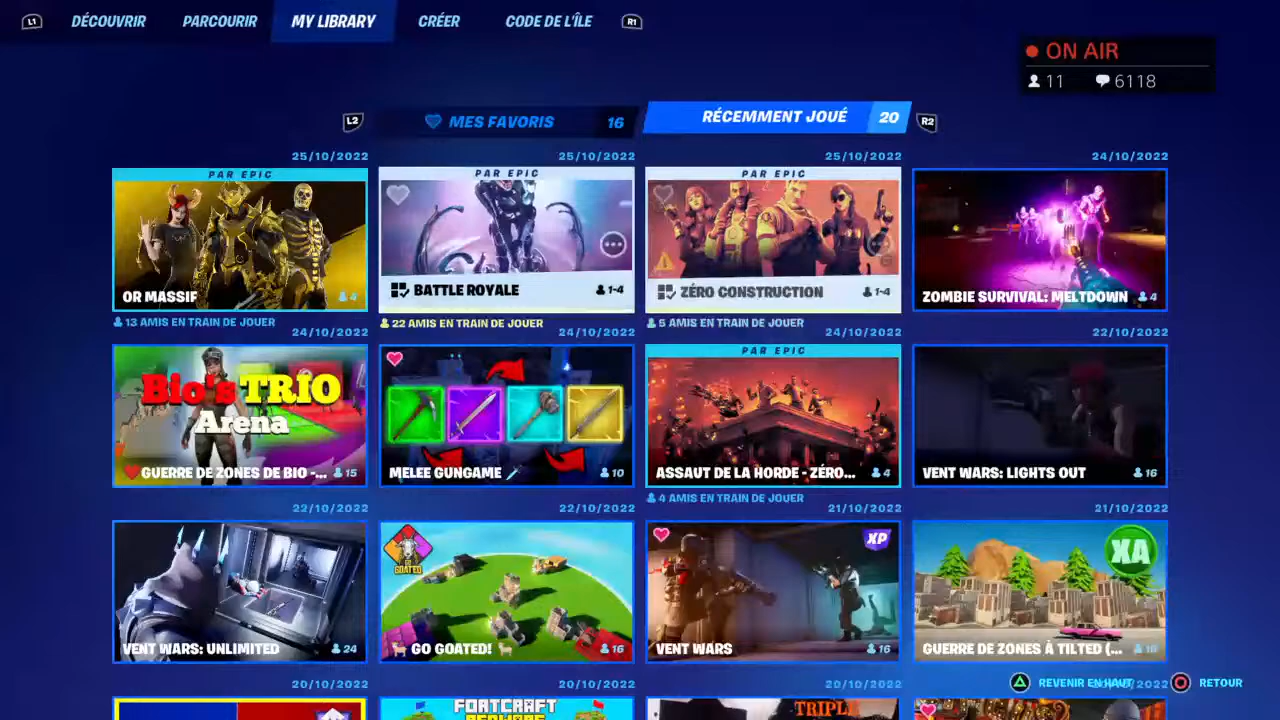 L1 DÉCOUVRIR PARCOURIR MY LIBRARY CRÉER CODE DE L'ÎLE R1
ON AIR
11 6118
L2 MES FAVORIS 16 RÉCEMMENT JOUÉ 20 R2
25/10/2022 25/10/2022 25/10/2022 24/10/2022
PAR EPIC PAR EPIC PAR EPIC
OR MASSIF 4 BATTLE ROYALE 1-4 ZÉRO CONSTRUCTION 1-4 ZOMBIE SURVIVAL: MELTDOWN 4
13 AMIS EN TRAIN DE JOUER 22 AMIS EN TRAIN DE JOUER 5 AMIS EN TRAIN DE JOUER
24/10/2022 24/10/2022 24/10/2022 22/10/2022
PAR EPIC
Bio's TRIO
Arena
GUERRE DE ZONES DE BIO -... 15 MELEE GUNGAME 10 ASSAUT DE LA HORDE - ZÉRO... 4 VENT WARS: LIGHTS OUT 16
4 AMIS EN TRAIN DE JOUER
22/10/2022 22/10/2022 21/10/2022 21/10/2022
GOATED XP XA
VENT WARS: UNLIMITED 24 GO GOATED! 16 VENT WARS 16 GUERRE DE ZONES À TILTED (... 16
20/10/2022 20/10/2022 20/10/2022 20/10/2022
REVENIR EN HAUT RETOUR
FORTCRAFT TRIPLE